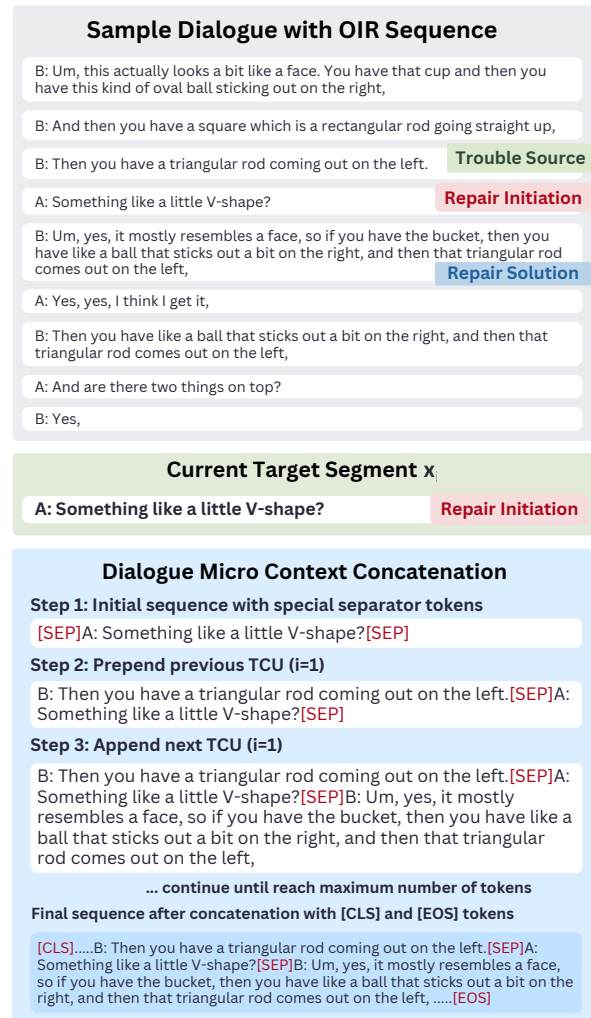 Sample Dialogue with OIR Sequence
B: Um, this actually looks a bit like a face. You have that cup and then you
have this kind of oval ball sticking out on the right,
B: And then you have a square which is a rectangular rod going straight up,
B: Then you have a triangular rod coming out on the left.
Trouble Source
A: Something like a little V-shape?
Repair Initiation
B: Um, yes, it mostly resembles a face, so if you have the bucket, then you
have like a ball that sticks out a bit on the right, and then that triangular rod
comes out on the left,
Repair Solution
A: Yes, yes, I think I get it,
B: Then you have like a ball that sticks out a bit on the right, and then that
triangular rod comes out on the left,
A: And are there two things on top?
B: Yes,
Current Target Segment xᵢ
A: Something like a little V-shape?
Repair Initiation
Dialogue Micro Context Concatenation
Step 1: Initial sequence with special separator tokens
[SEP]A: Something like a little V-shape?[SEP]
Step 2: Prepend previous TCU (i=1)
B: Then you have a triangular rod coming out on the left.[SEP]A:
Something like a little V-shape?[SEP]
Step 3: Append next TCU (i=1)
B: Then you have a triangular rod coming out on the left.[SEP]A:
Something like a little V-shape?[SEP]B: Um, yes, it mostly
resembles a face, so if you have the bucket, then you have like a
ball that sticks out a bit on the right, and then that triangular
rod comes out on the left,
... continue until reach maximum number of tokens
Final sequence after concatenation with [CLS] and [EOS] tokens
[CLS].....B: Then you have a triangular rod coming out on the left.[SEP]A:
Something like a little V-shape?[SEP]B: Um, yes, it mostly resembles a face,
so if you have the bucket, then you have like a ball that sticks out a bit on the
right, and then that triangular rod comes out on the left, .....[EOS]